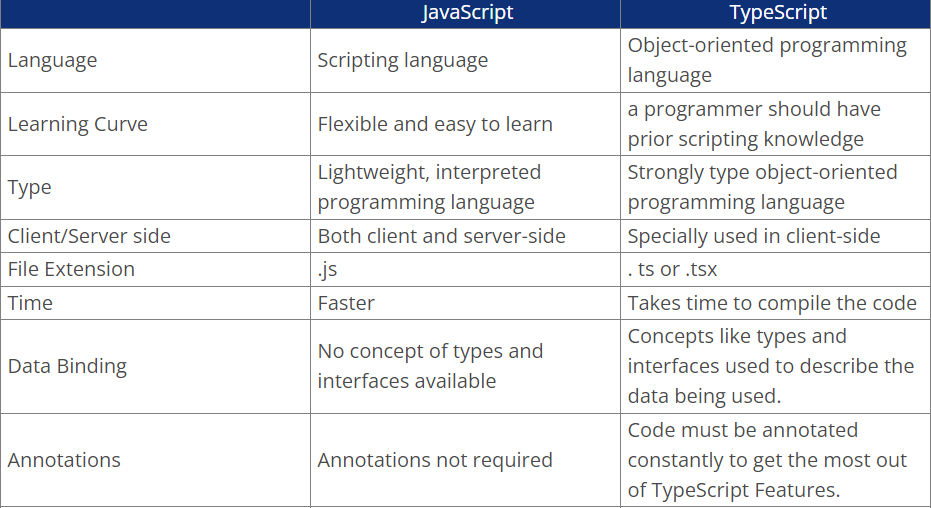 JavaScript TypeScript
Language Scripting language Object-oriented programming
language
Learning Curve Flexible and easy to learn a programmer should have
prior scripting knowledge
Type Lightweight, interpreted
programming language Strongly type object-oriented
programming language
Client/Server side Both client and server-side Specially used in client-side
File Extension .js . ts or .tsx
Time Faster Takes time to compile the code
Data Binding No concept of types and
interfaces available Concepts like types and
interfaces used to describe the
data being used.
Annotations Annotations not required Code must be annotated
constantly to get the most out
of TypeScript Features.